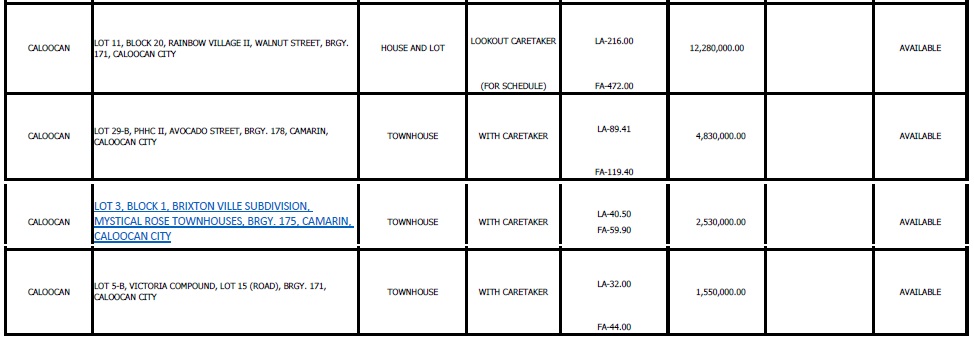 CALOOCAN
LOT 11, BLOCK 20, RAINBOW VILLAGE II, WALNUT STREET, BRGY.
171, CALOOCAN CITY
HOUSE AND LOT
LOOKOUT CARETAKER
(FOR SCHEDULE)
LA-216.00
FA-472.00
12,280,000.00
AVAILABLE
CALOOCAN
LOT 29-B, PHHC II, AVOCADO STREET, BRGY. 178, CAMARIN,
CALOOCAN CITY
TOWNHOUSE
WITH CARETAKER
LA-89.41
FA-119.40
4,830,000.00
AVAILABLE
CALOOCAN
LOT 3, BLOCK 1, BRIXTON VILLE SUBDIVISION,
MYSTICAL ROSE TOWNHOUSES, BRGY. 175, CAMARIN,
CALOOCAN CITY
TOWNHOUSE
WITH CARETAKER
LA-40.50
FA-59.90
2,530,000.00
AVAILABLE
CALOOCAN
LOT 5-B, VICTORIA COMPOUND, LOT 15 (ROAD), BRGY. 171,
CALOOCAN CITY
TOWNHOUSE
WITH CARETAKER
LA-32.00
FA-44.00
1,550,000.00
AVAILABLE